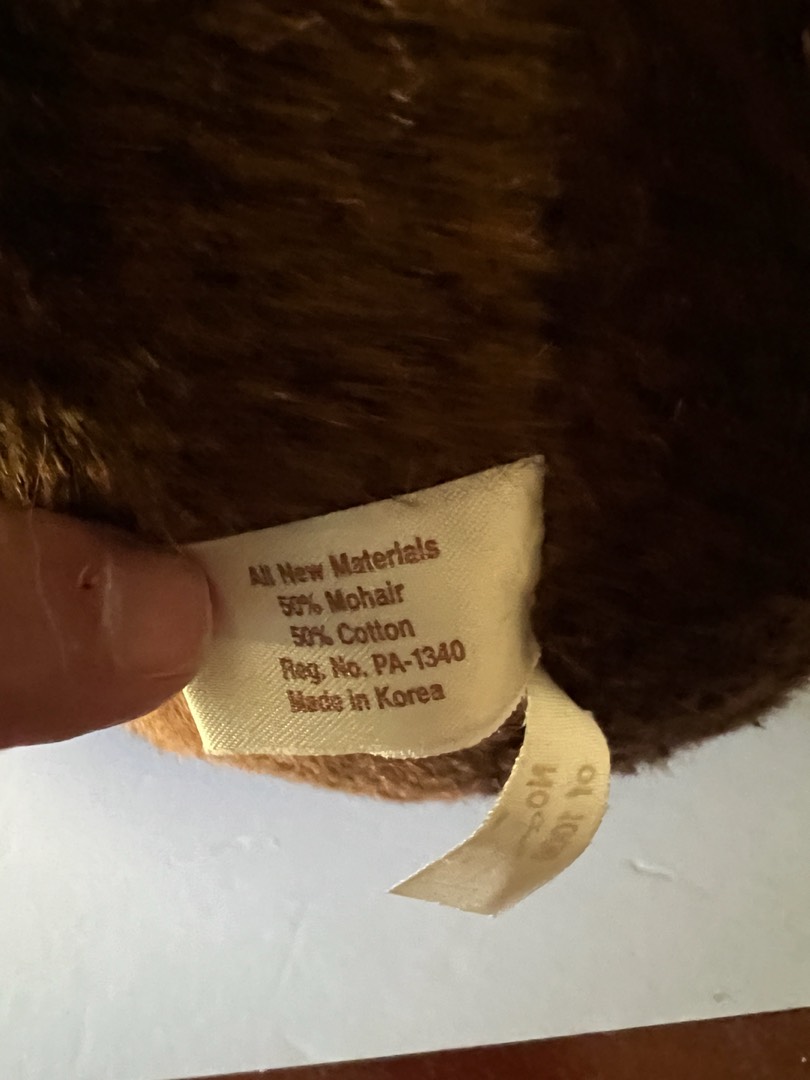 All New Materials
50% Mohair
50% Cotton
Reg. No. PA-1340
Made in Korea